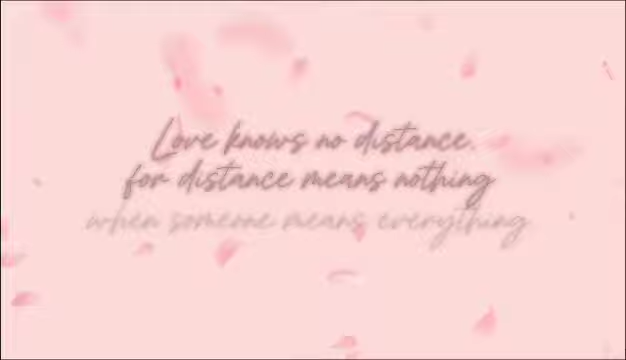 Love knows no distance.
for distance means nothing
when someone means everything